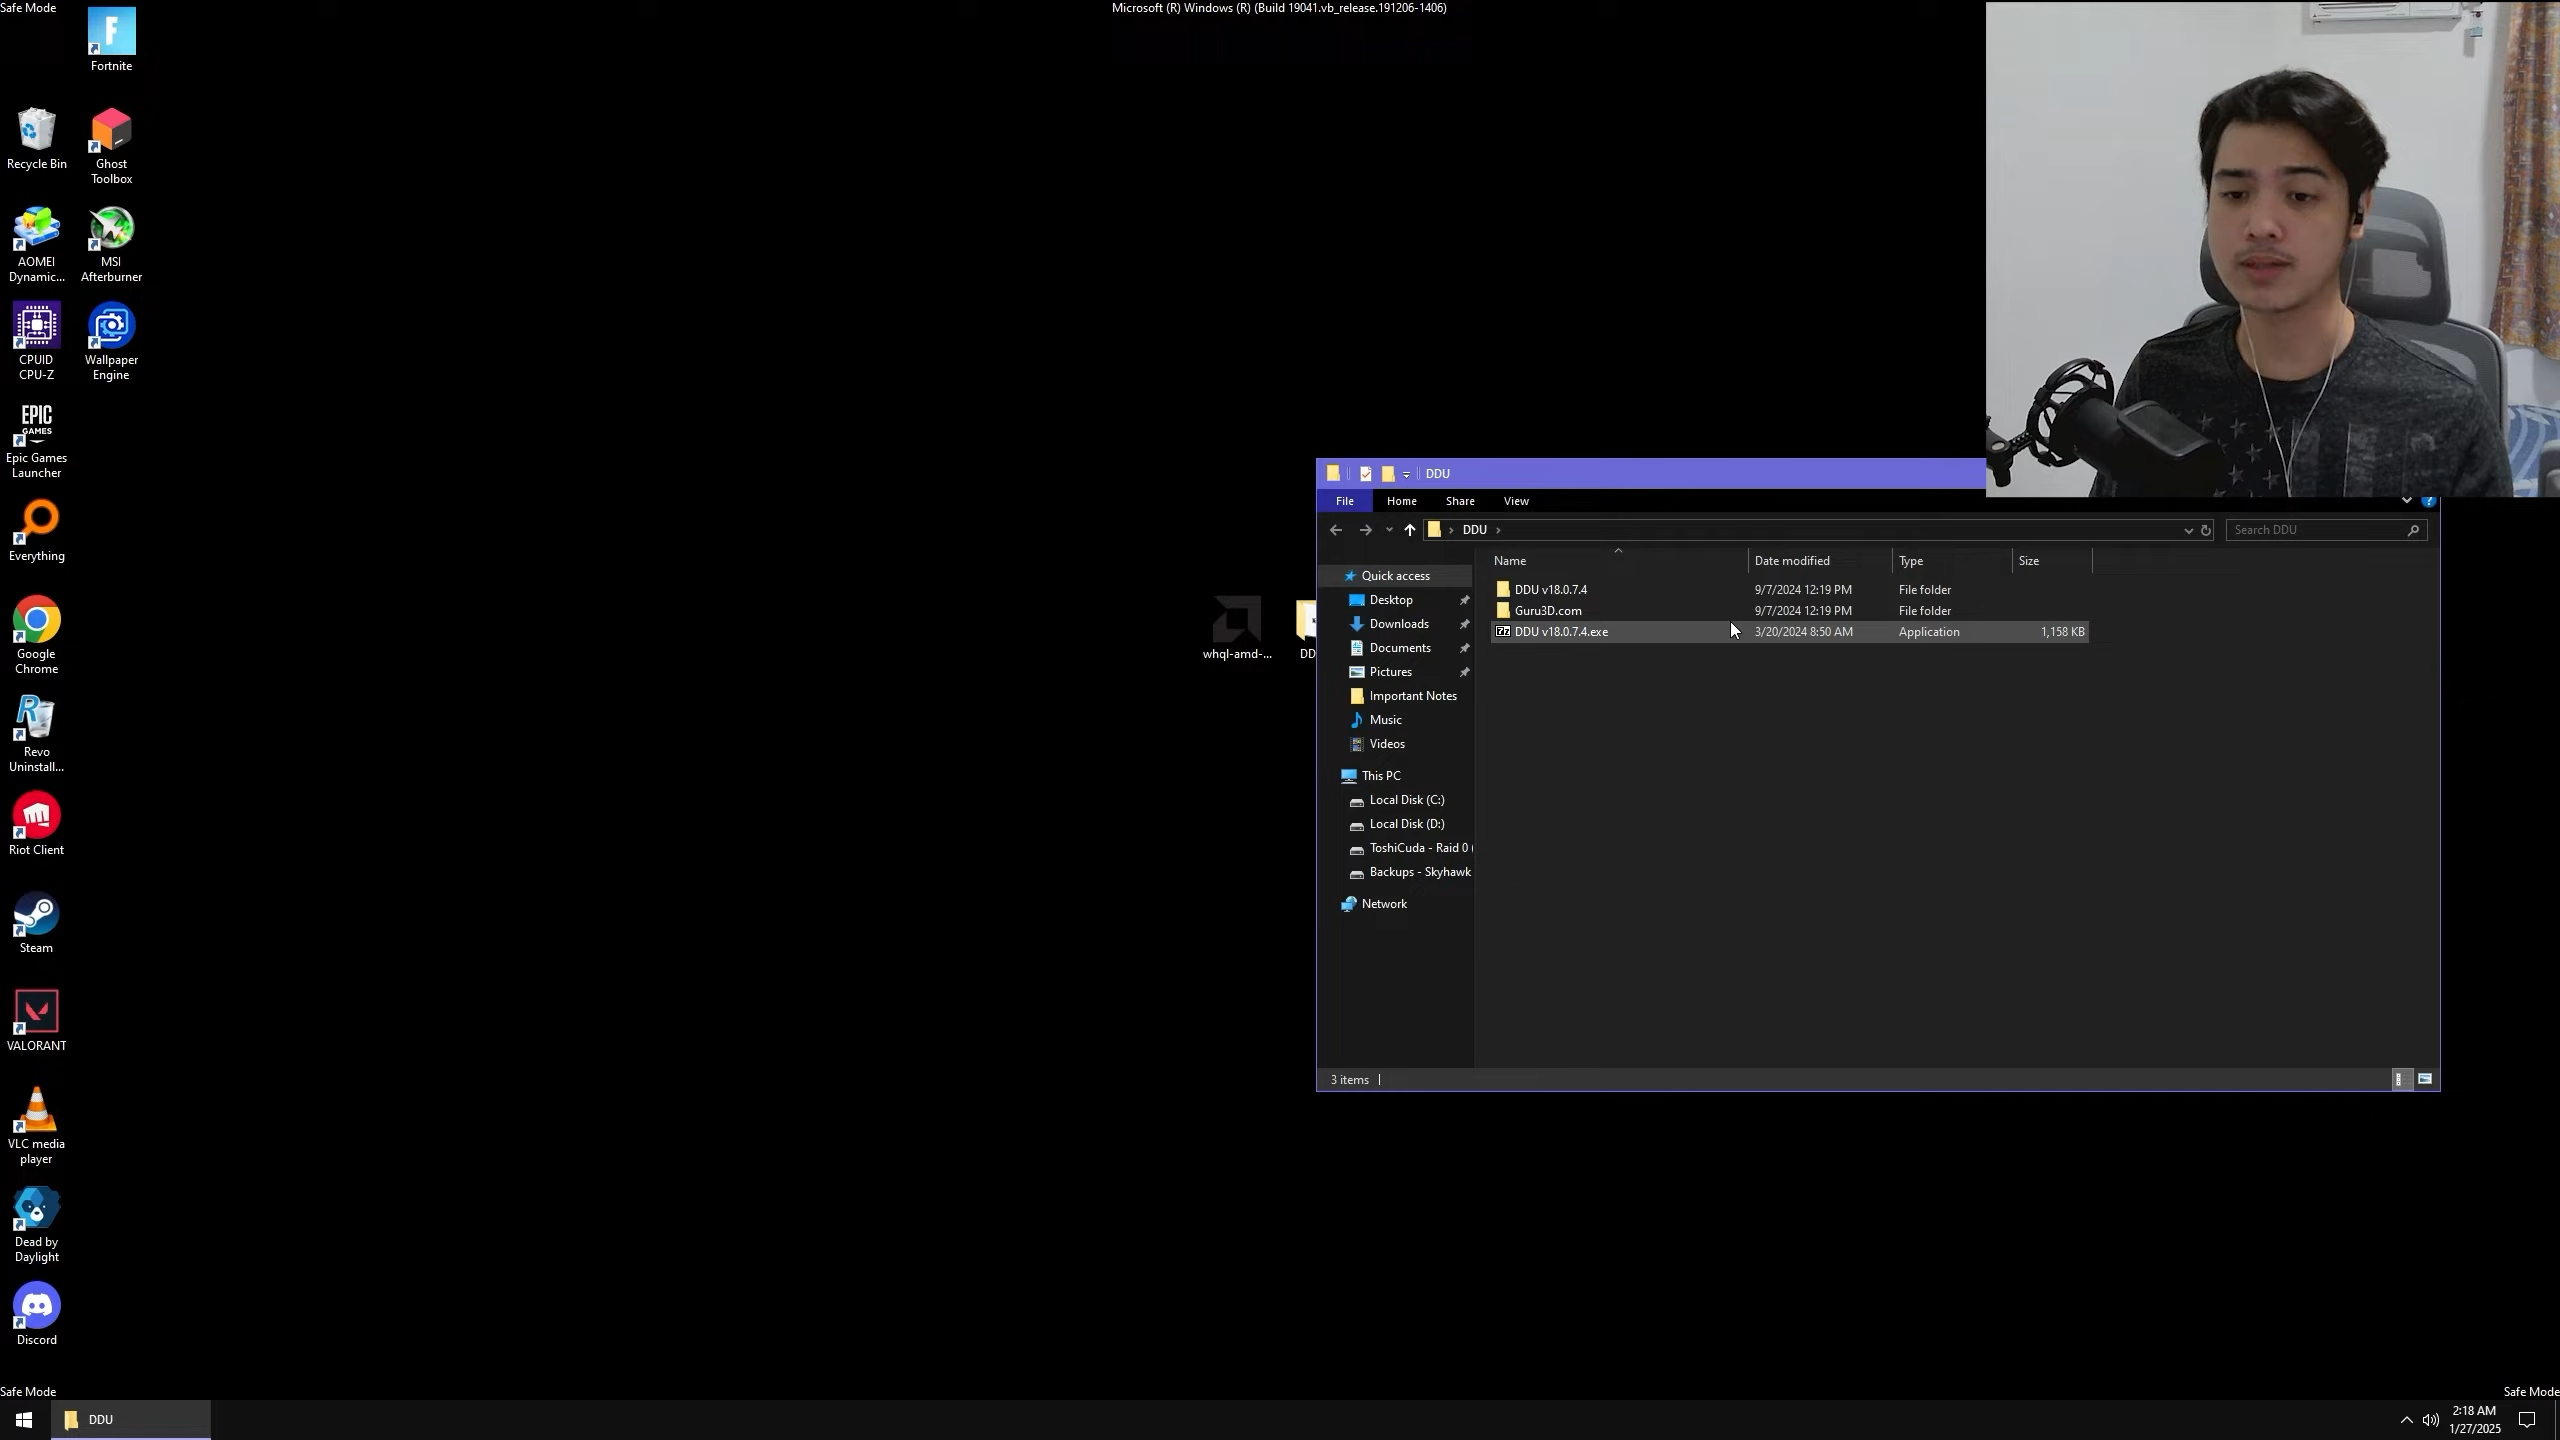 Safe Mode
Microsoft (R) Windows (R) (Build 19041.vb_release.191206-1406)
Fortnite
Recycle Bin
Ghost
Toolbox
AOMEI
Dynamic...
MSI
Afterburner
CPUID
CPU-Z
Wallpaper
Engine
EPIC
GAMES
Epic Games
Launcher
Everything
Google
Chrome
Revo
Uninstall...
Riot Client
Steam
VALORANT
VLC media
player
Dead by
Daylight
Discord
whql-amd-...
DD
DDU
File
Home
Share
View
DDU
Search DDU
Name
Date modified
Type
Size
DDU v18.0.7.4
9/7/2024 12:19 PM
File folder
Guru3D.com
9/7/2024 12:19 PM
File folder
DDU v18.0.7.4.exe
3/20/2024 8:50 AM
Application
1,158 KB
Quick access
Desktop
Downloads
Documents
Pictures
Important Notes
Music
Videos
This PC
Local Disk (C:)
Local Disk (D:)
ToshiCuda - Raid 0 (
Backups - Skyhawk
Network
3 items
Safe Mode
Safe Mode
DDU
2:18 AM
1/27/2025